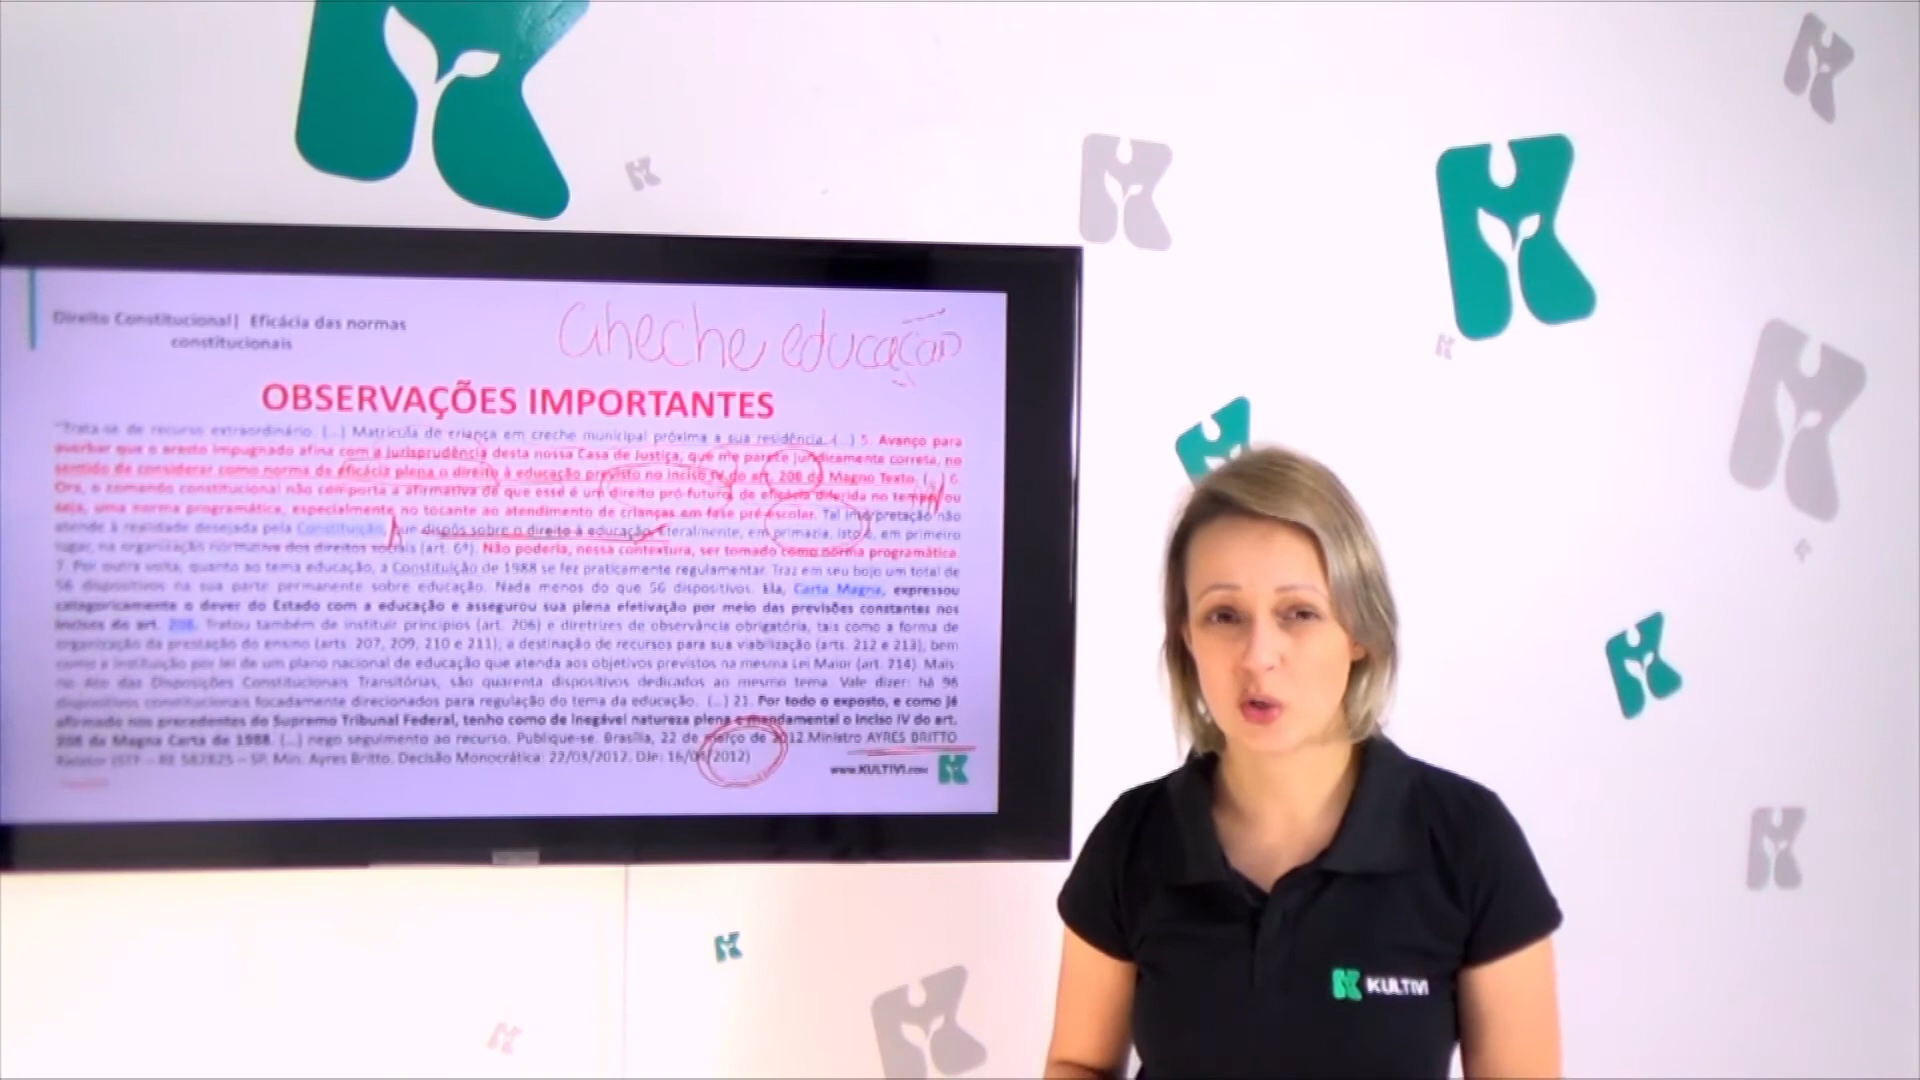 Direito Constitucional| Eficácia das normas
constitucionais
Cheche educação
OBSERVAÇÕES IMPORTANTES
"Trata-se de recurso extraordinário. (...) Matrícula de criança em creche municipal próxima a sua residência. (...) 5. Avanço para
averbar que o aresto impugnado afina com a jurisprudência desta nossa Casa de Justiça, que me parece juridicamente correta, no
sentido de considerar como norma de eficácia plena o direito à educação previsto no inciso IV do art. 208 do Magno Texto. (...) 6.
Ora, o comando constitucional não comporta a afirmativa de que esse é um direito pró-futuro, de eficácia diferida no tempo, ou
seja, uma norma programática, especialmente no tocante ao atendimento de crianças em fase pré-escolar. Tal interpretação não
atende à realidade desejada pela Constituição, que dispôs sobre o direito à educação, literalmente, em primazia, isto é, em primeiro
lugar, na organização normativa dos direitos sociais (art. 6º). Não poderia, nessa contextura, ser tomado como norma programática.
7. Por outra volta, quanto ao tema educação, a Constituição de 1988 se fez praticamente regulamentar. Traz em seu bojo um total de
56 dispositivos na sua parte permanente sobre educação. Nada menos do que 56 dispositivos. Ela, Carta Magna, expressou
categoricamente o dever do Estado com a educação e assegurou sua plena efetivação por meio das previsões constantes nos
incisos do art. 208. Tratou também de instituir princípios (art. 206) e diretrizes de observância obrigatória, tais como a forma de
organização da prestação do ensino (arts. 207, 209, 210 e 211); a destinação de recursos para sua viabilização (arts. 212 e 213); bem
como a instituição por lei de um plano nacional de educação que atenda aos objetivos previstos na mesma Lei Maior (art. 214). Mais:
no Ato das Disposições Constitucionais Transitórias, são quarenta dispositivos dedicados ao mesmo tema. Vale dizer: há 96
dispositivos constitucionais focadamente direcionados para regulação do tema da educação. (...) 21. Por todo o exposto, e como já
afirmado nos precedentes do Supremo Tribunal Federal, tenho como de inegável natureza plena e mandamental o inciso IV do art.
208 da Magna Carta de 1988. (...) nego seguimento ao recurso. Publique-se. Brasília, 22 de março de 2012.Ministro AYRES BRITTO
Relator (STF – RE 582825 – SP, Min. Ayres Britto. Decisão Monocrática: 22/03/2012, DJe: 16/04/2012)
www.KULTIVI.com
KULTIVI